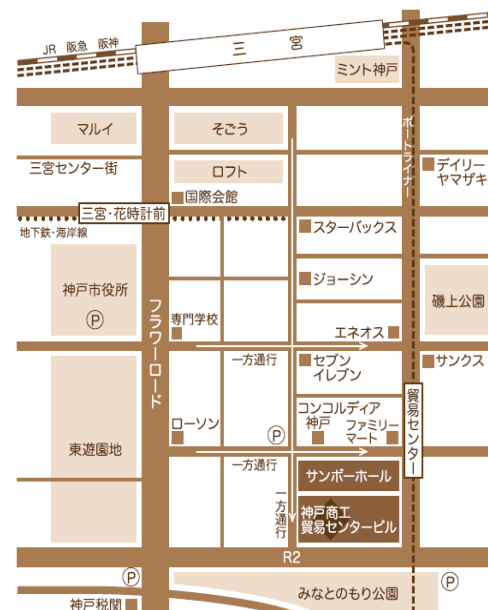 JR 阪急 阪神
三宮
ミント神戸
マルイ
そごう
ポートライナー
三宮センター街
ロフト
デイリー
ヤマザキ
国際会館
三宮・花時計前
地下鉄・海岸線
スターバックス
神戸市役所
P
ジョーシン
磯上公園
フラワーロード
専門学校
エネオス
一方通行
セブン
イレブン
サンクス
貿易センター
ローソン
P
コンコルディア
神戸
ファミリー
マート
東遊園地
一方通行
サンボーホール
一方通行
神戸商工
貿易センタービル
R2
P
みなとのもり公園
P
神戸税関